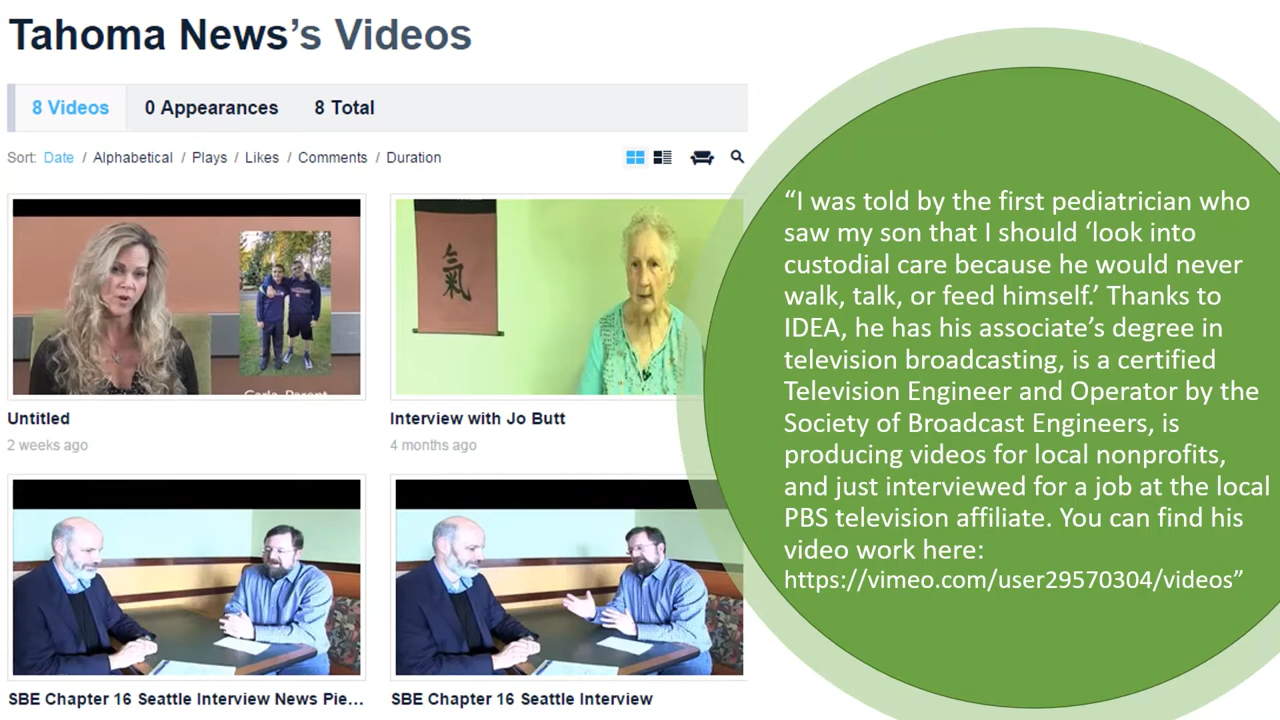 Tahoma News's Videos
8 Videos 0 Appearances 8 Total
Sort: Date / Alphabetical / Plays / Likes / Comments / Duration
氣
Carla, Parent
Untitled
2 weeks ago
Interview with Jo Butt
4 months ago
SBE Chapter 16 Seattle Interview News Pie...
SBE Chapter 16 Seattle Interview
“I was told by the first pediatrician who
saw my son that I should ‘look into
custodial care because he would never
walk, talk, or feed himself.’ Thanks to
IDEA, he has his associate’s degree in
television broadcasting, is a certified
Television Engineer and Operator by the
Society of Broadcast Engineers, is
producing videos for local nonprofits,
and just interviewed for a job at the local
PBS television affiliate. You can find his
video work here:
https://vimeo.com/user29570304/videos”